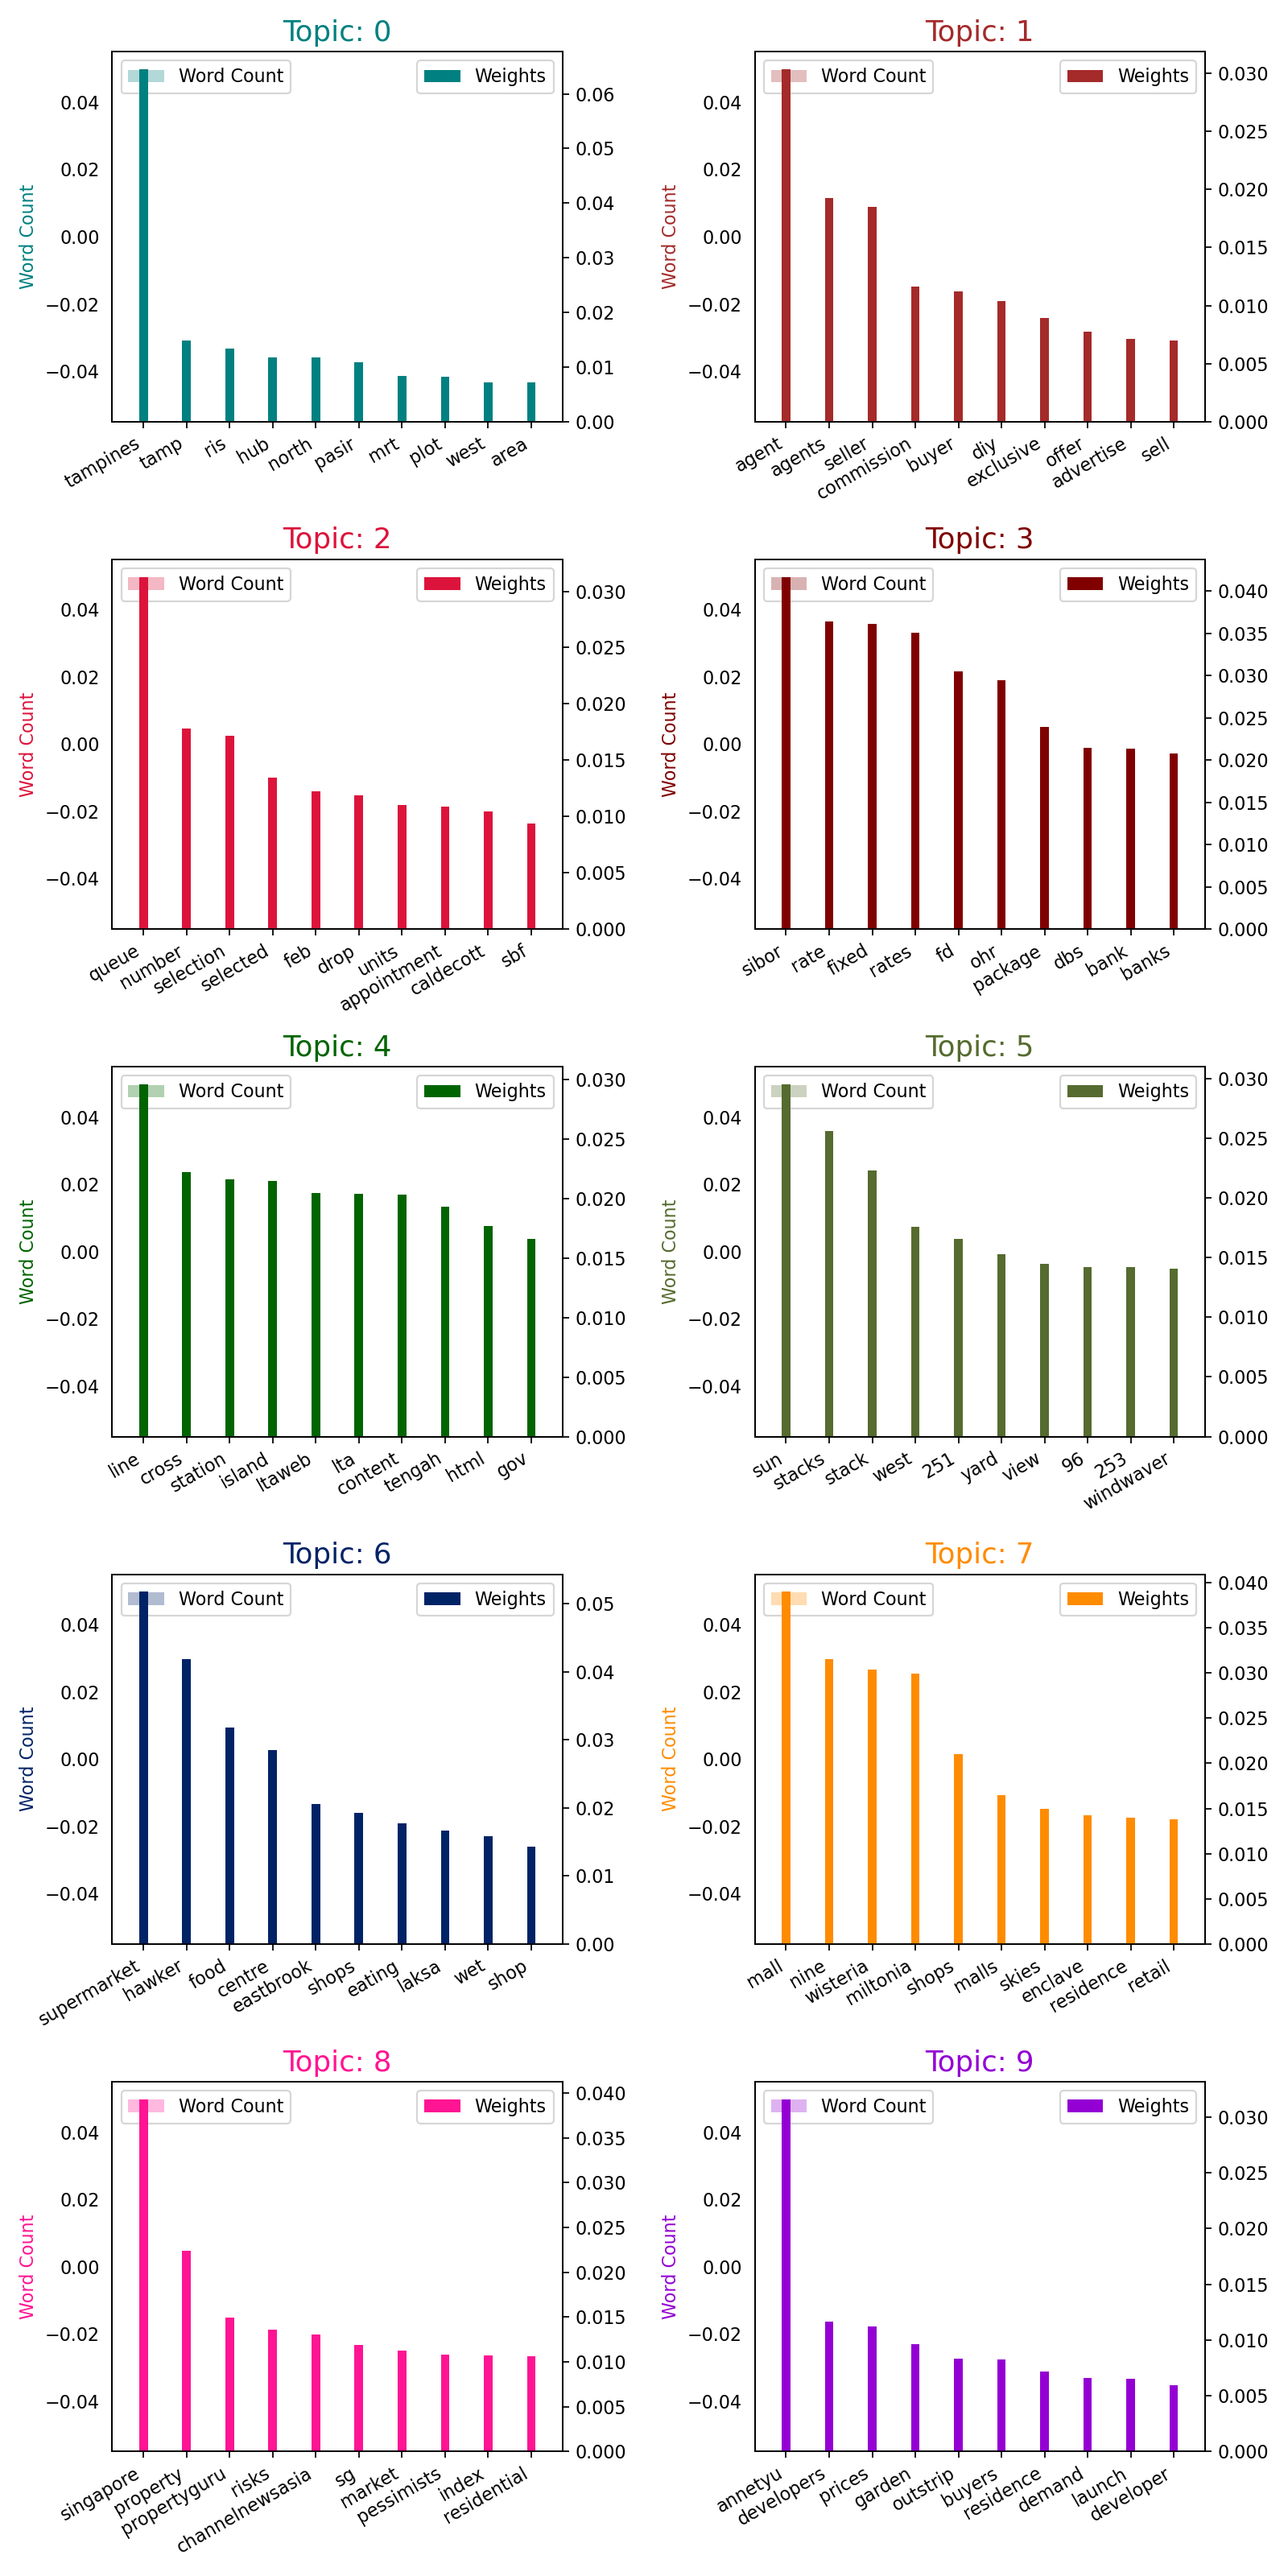 Topic: 0
Word Count
Weights
Word Count
0.04
0.02
0.00
−0.02
−0.04
0.06
0.05
0.04
0.03
0.02
0.01
0.00
tampines
tamp
ris
hub
north
pasir
mrt
plot
west
area
Topic: 1
Word Count
Weights
Word Count
0.04
0.02
0.00
−0.02
−0.04
0.030
0.025
0.020
0.015
0.010
0.005
0.000
agent
agents
seller
commission
buyer
diy
exclusive
offer
advertise
sell
Topic: 2
Word Count
Weights
Word Count
0.04
0.02
0.00
−0.02
−0.04
0.030
0.025
0.020
0.015
0.010
0.005
0.000
queue
number
selection
selected
feb
drop
units
appointment
caldecott
sbf
Topic: 3
Word Count
Weights
Word Count
0.04
0.02
0.00
−0.02
−0.04
0.040
0.035
0.030
0.025
0.020
0.015
0.010
0.005
0.000
sibor
rate
fixed
rates
fd
ohr
package
dbs
bank
banks
Topic: 4
Word Count
Weights
Word Count
0.04
0.02
0.00
−0.02
−0.04
0.030
0.025
0.020
0.015
0.010
0.005
0.000
line
cross
station
island
ltaweb
lta
content
tengah
html
gov
Topic: 5
Word Count
Weights
Word Count
0.04
0.02
0.00
−0.02
−0.04
0.030
0.025
0.020
0.015
0.010
0.005
0.000
sun
stacks
stack
west
251
yard
view
96
253
windwaver
Topic: 6
Word Count
Weights
Word Count
0.04
0.02
0.00
−0.02
−0.04
0.05
0.04
0.03
0.02
0.01
0.00
supermarket
hawker
food
centre
eastbrook
shops
eating
laksa
wet
shop
Topic: 7
Word Count
Weights
Word Count
0.04
0.02
0.00
−0.02
−0.04
0.040
0.035
0.030
0.025
0.020
0.015
0.010
0.005
0.000
mall
nine
wisteria
miltonia
shops
malls
skies
enclave
residence
retail
Topic: 8
Word Count
Weights
Word Count
0.04
0.02
0.00
−0.02
−0.04
0.040
0.035
0.030
0.025
0.020
0.015
0.010
0.005
0.000
singapore
property
propertyguru
risks
channelnewsasia
sg
market
pessimists
index
residential
Topic: 9
Word Count
Weights
Word Count
0.04
0.02
0.00
−0.02
−0.04
0.030
0.025
0.020
0.015
0.010
0.005
0.000
annetyu
developers
prices
garden
outstrip
buyers
residence
demand
launch
developer